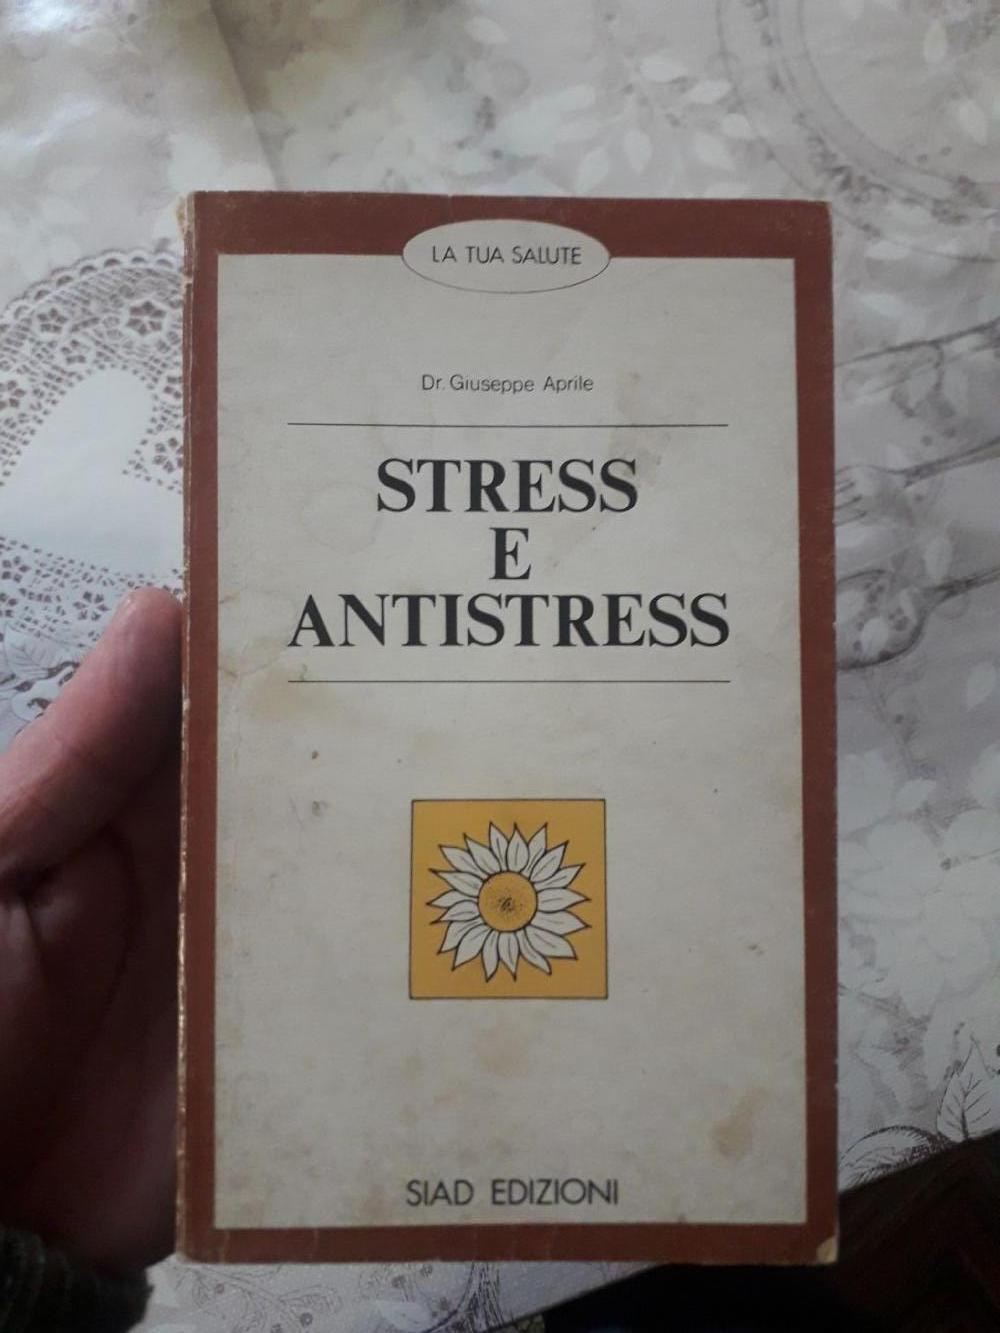 LA TUA SALUTE
Dr. Giuseppe Aprile
STRESS
E
ANTISTRESS
SIAD EDIZIONI